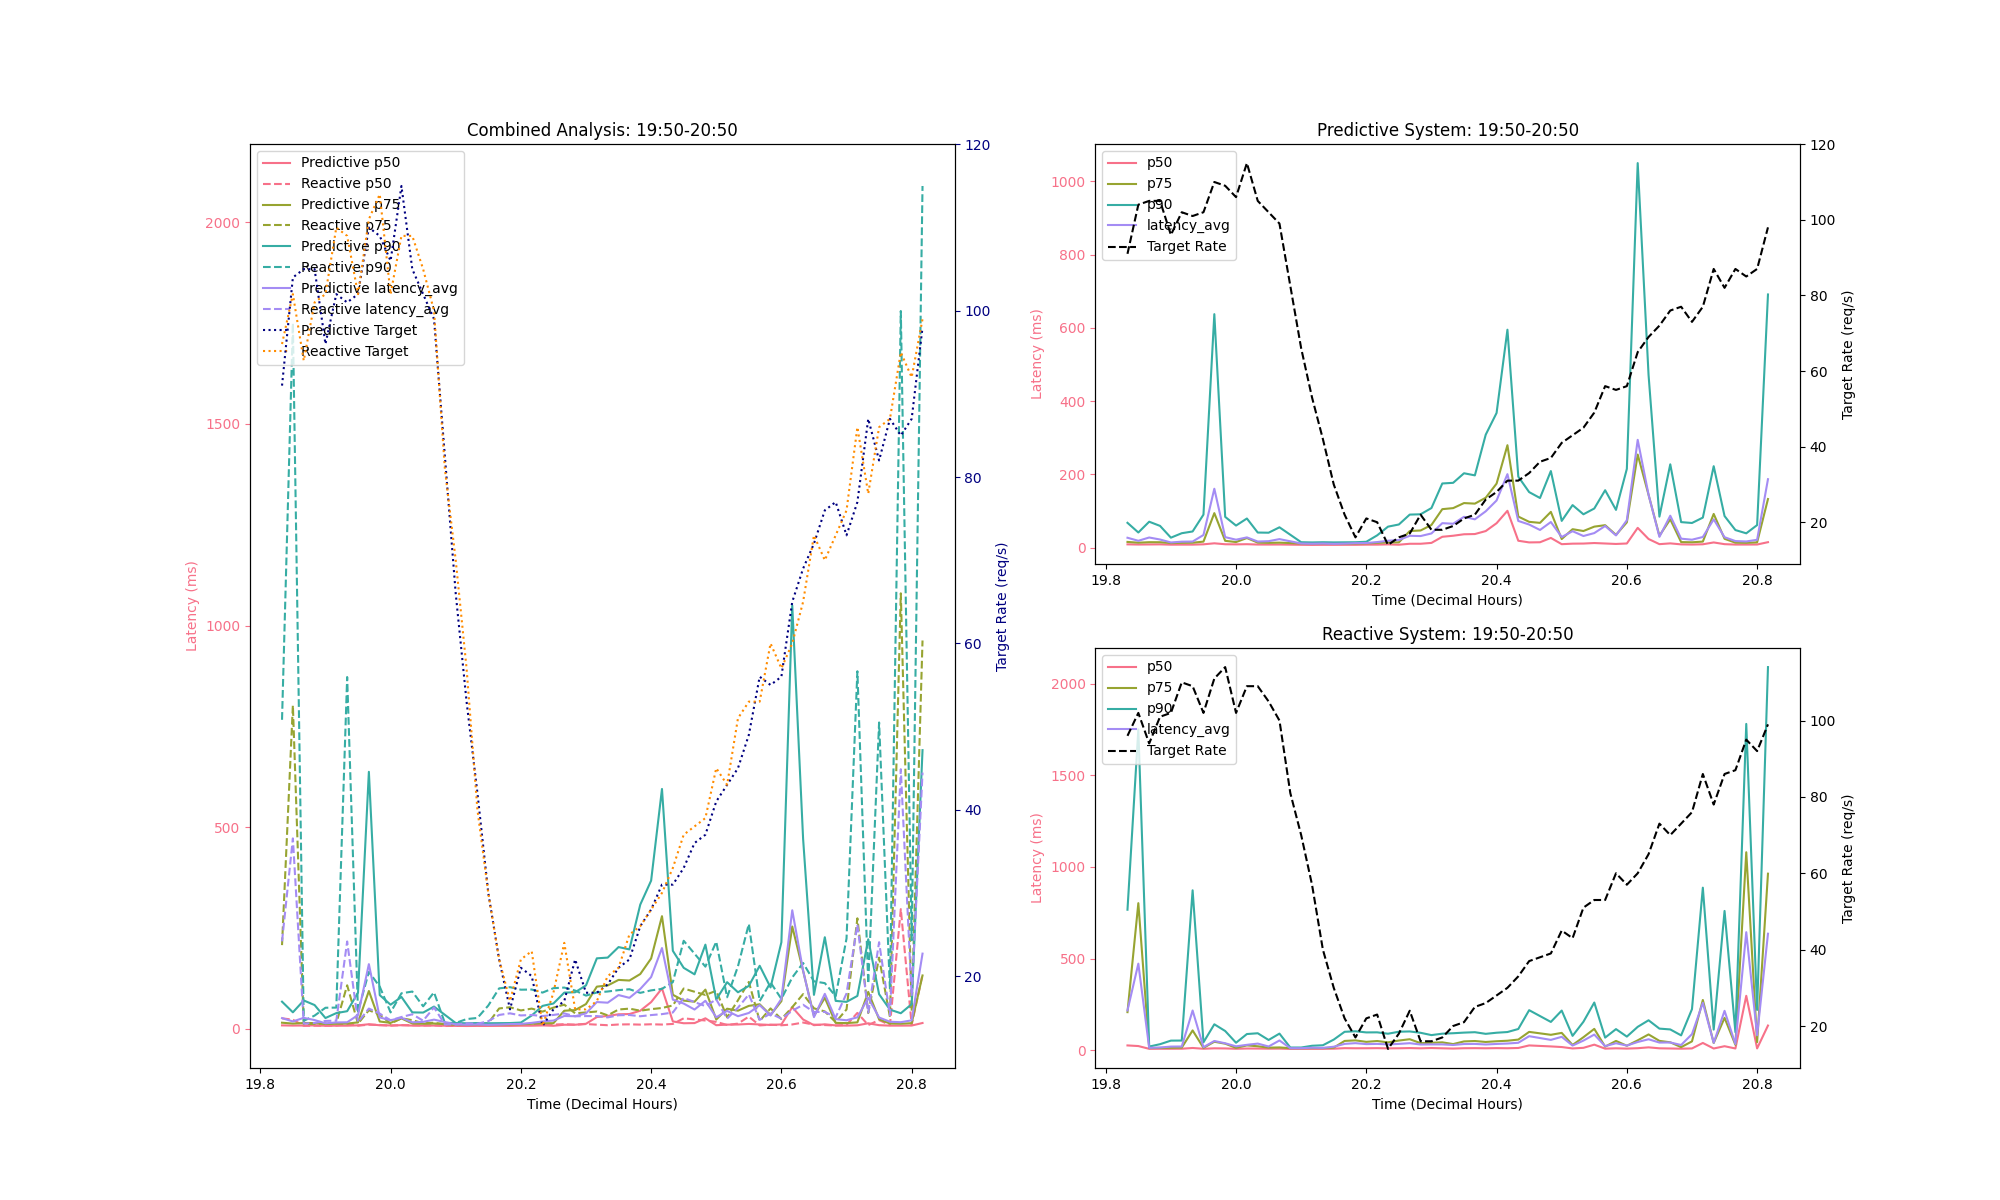 Combined Analysis: 19:50-20:50
Predictive p50
Reactive p50
Predictive p75
Reactive p75
Predictive p90
Reactive p90
Predictive latency_avg
Reactive latency_avg
Predictive Target
Reactive Target
2000
1500
1000
500
0
Latency (ms)
120
100
80
60
40
20
Target Rate (req/s)
19.8 20.0 20.2 20.4 20.6 20.8
Time (Decimal Hours)
Predictive System: 19:50-20:50
p50
p75
p90
latency_avg
Target Rate
1000
800
600
400
200
0
Latency (ms)
120
100
80
60
40
20
Target Rate (req/s)
19.8 20.0 20.2 20.4 20.6 20.8
Time (Decimal Hours)
Reactive System: 19:50-20:50
p50
p75
p90
latency_avg
Target Rate
2000
1500
1000
500
0
Latency (ms)
100
80
60
40
20
Target Rate (req/s)
19.8 20.0 20.2 20.4 20.6 20.8
Time (Decimal Hours)